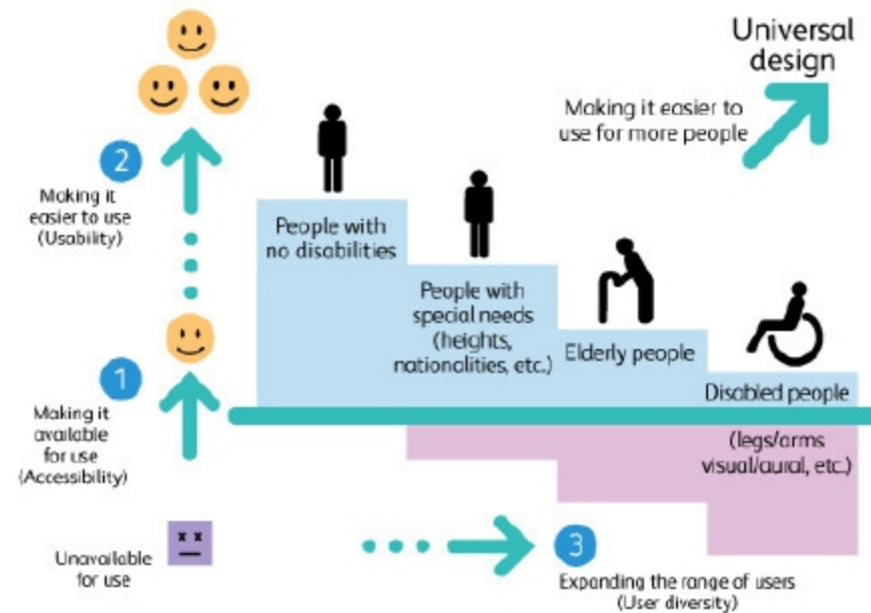 Universal
design
Making it easier to
use for more people
2
Making it
easier to use
(Usability)
People with
no disabilities
People with
special needs
(heights,
nationalities, etc.)
Elderly people
Disabled people
(legs/arms
visual/aural, etc.)
1
Making it
available
for use
(Accessibility)
Unavailable
for use
3
Expanding the range of users
(User diversity)